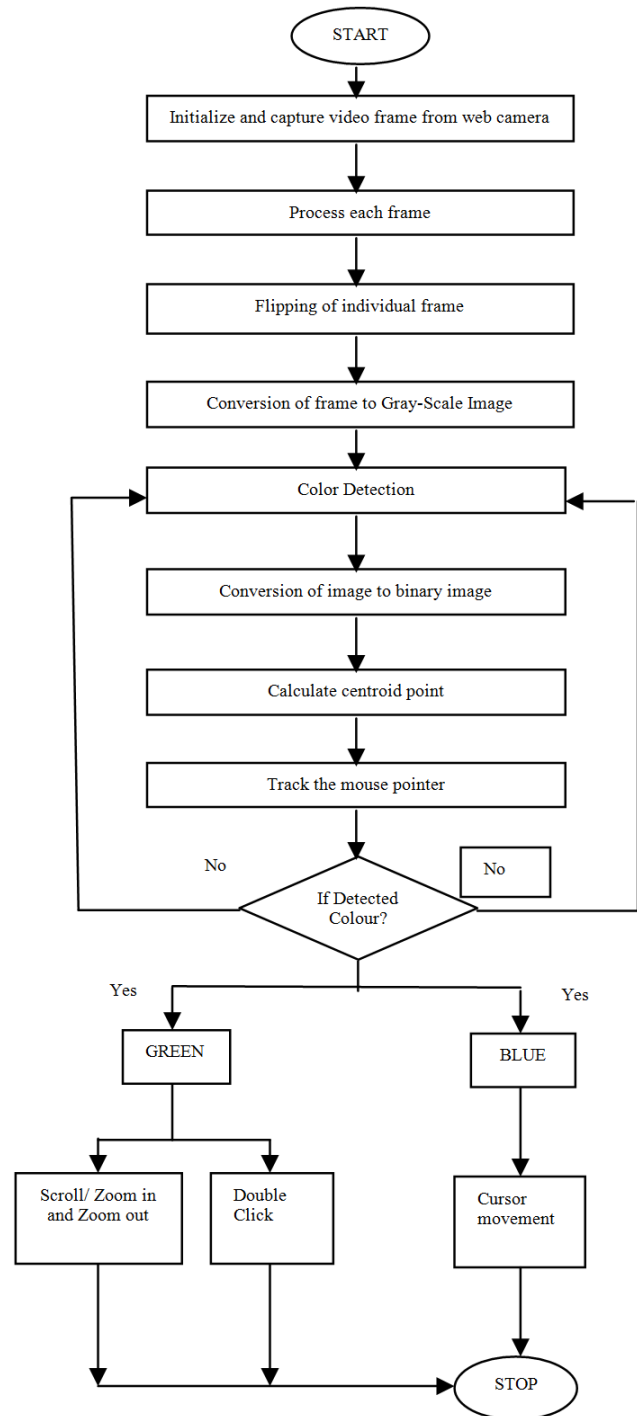 START
Initialize and capture video frame from web camera
Process each frame
Flipping of individual frame
Conversion of frame to Gray-Scale Image
Color Detection
Conversion of image to binary image
Calculate centroid point
Track the mouse pointer
No
No
If Detected
Colour?
Yes
Yes
GREEN
BLUE
Scroll/ Zoom in
and Zoom out
Double
Click
Cursor
movement
STOP